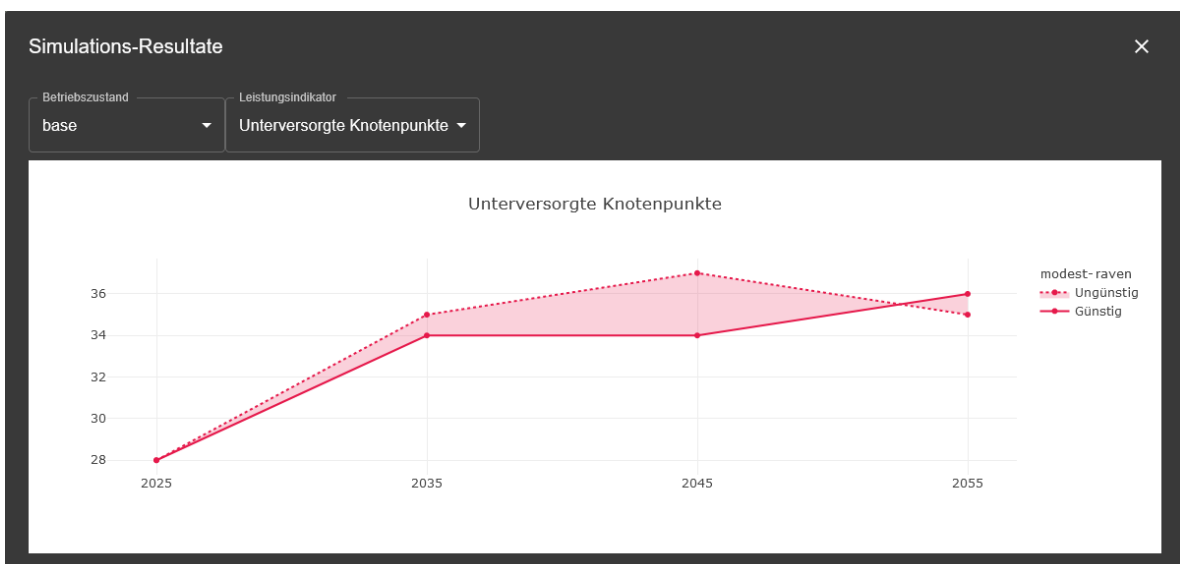 Simulations-Resultate
Betriebszustand
base
Leistungsindikator
Unterversorgte Knotenpunkte
Unterversorgte Knotenpunkte
36
34
32
30
28
2025
2035
2045
2055
modest-raven
Ungünstig
Günstig